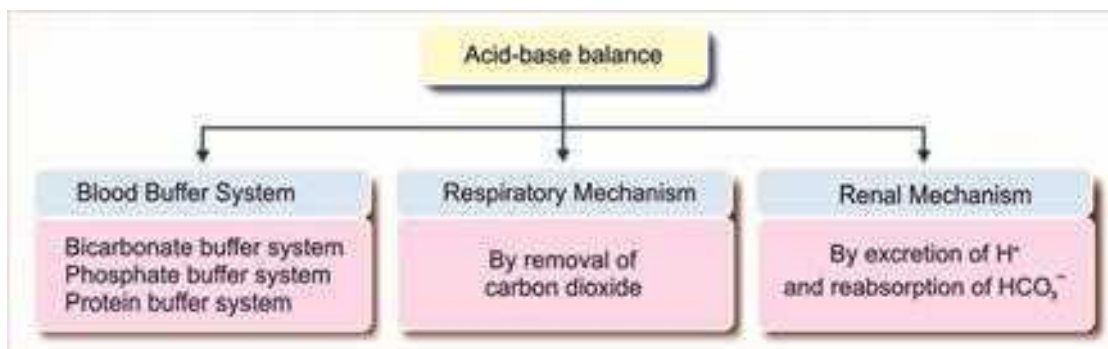 Acid-base balance
Blood Buffer System
Bicarbonate buffer system
Phosphate buffer system
Protein buffer system
Respiratory Mechanism
By removal of
carbon dioxide
Renal Mechanism
By excretion of H⁺
and reabsorption of HCO₃⁻